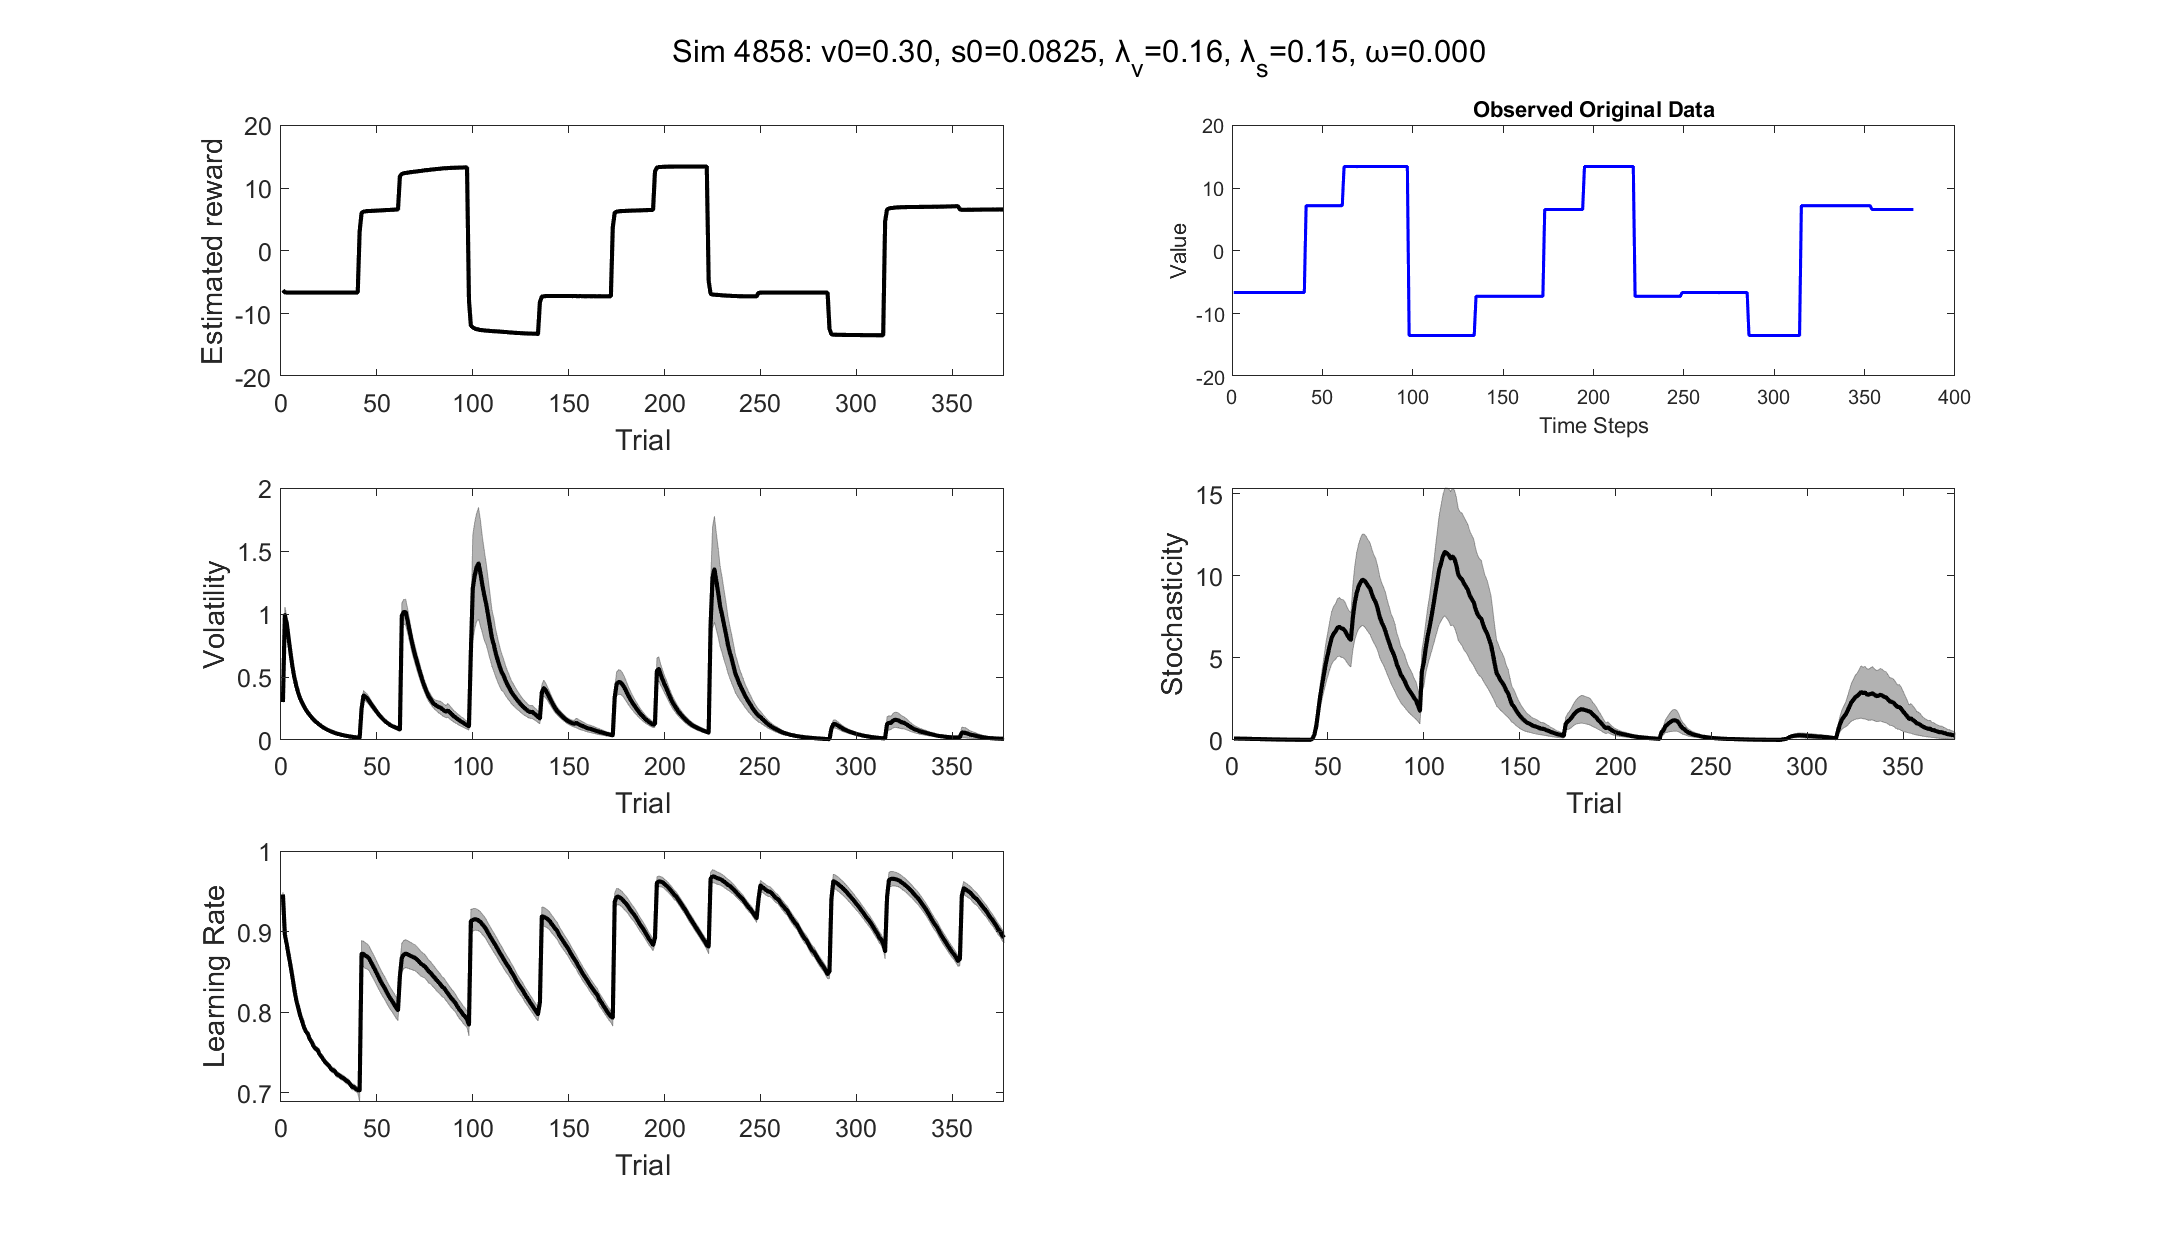 Sim 4858: v0=0.30, s0=0.0825, λ_v=0.16, λ_s=0.15, ω=0.000
20
10
0
-10
-20
Estimated reward
0 50 100 150 200 250 300 350
Trial
Observed Original Data
20
10
0
-10
-20
Value
0 50 100 150 200 250 300 350 400
Time Steps
2
1.5
1
0.5
0
Volatility
0 50 100 150 200 250 300 350
Trial
15
10
5
0
Stochasticity
0 50 100 150 200 250 300 350
Trial
1
0.9
0.8
0.7
Learning Rate
0 50 100 150 200 250 300 350
Trial